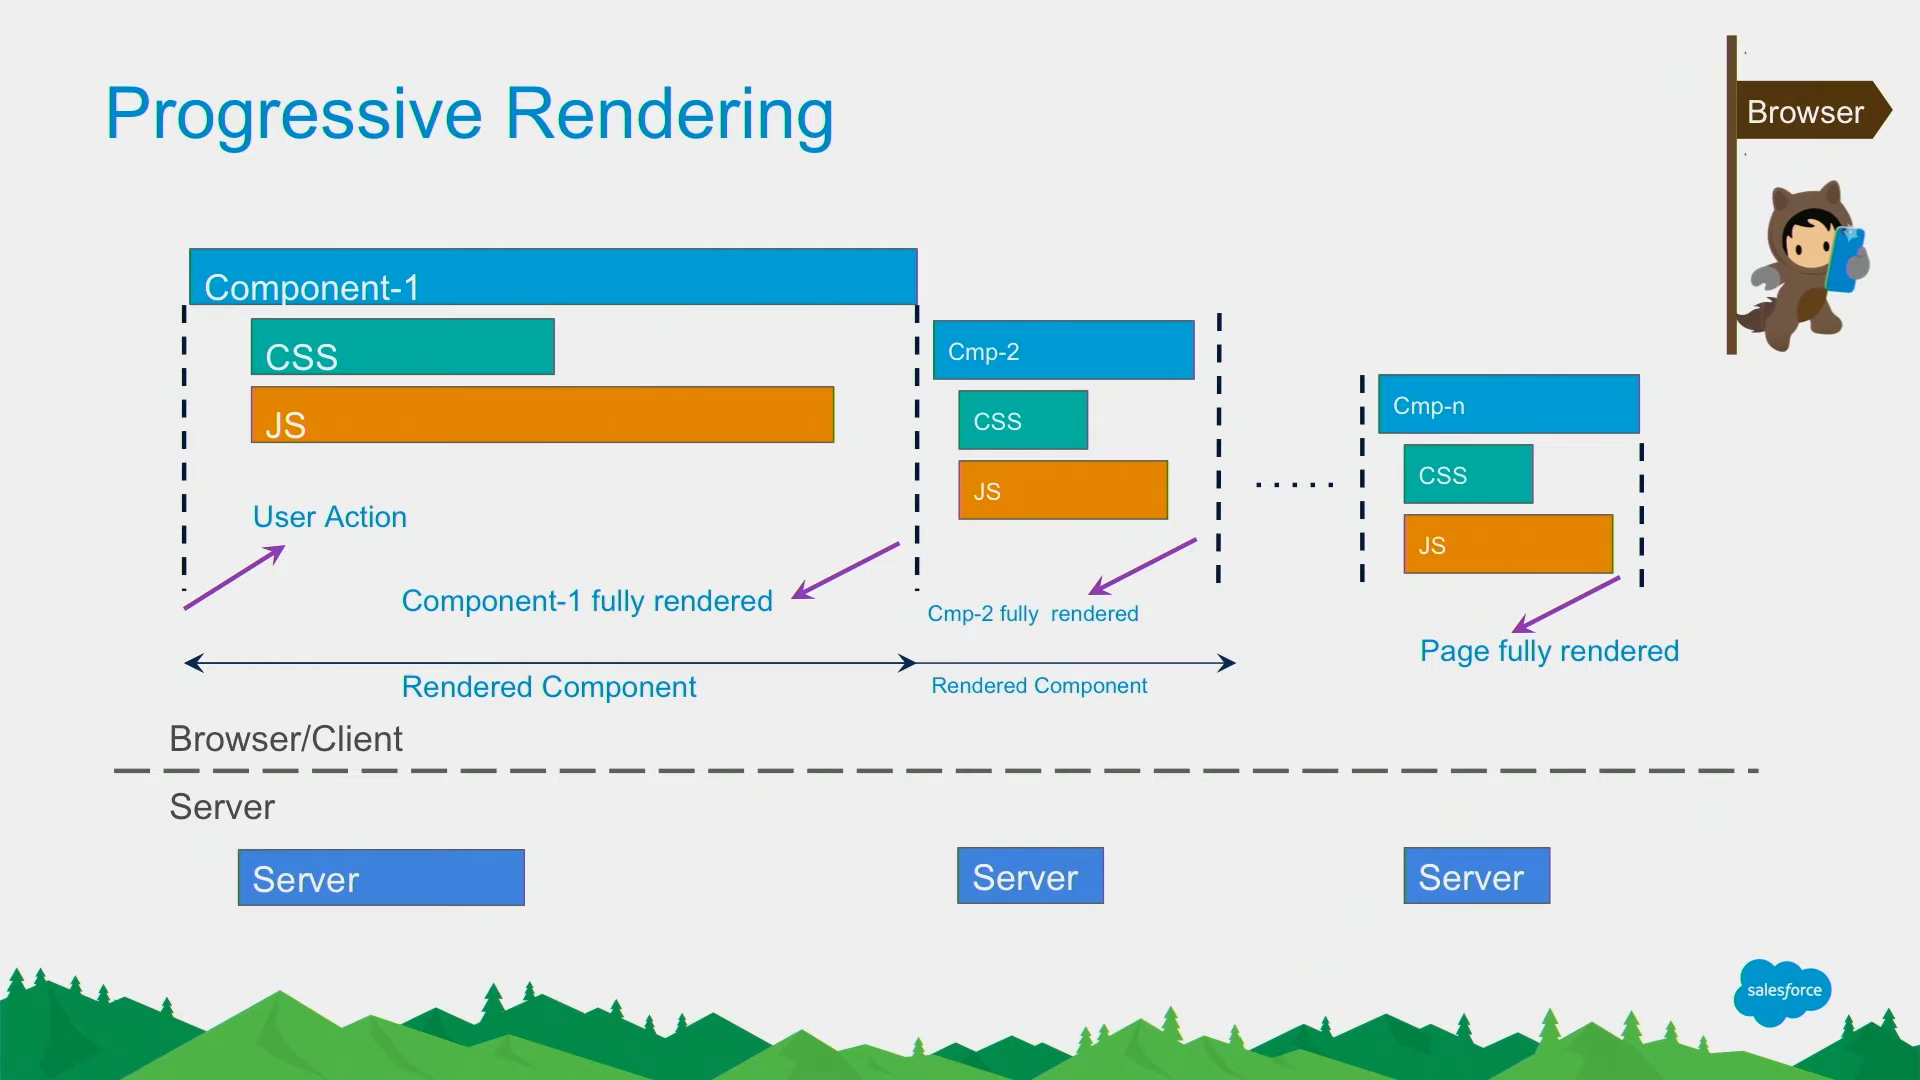 Progressive Rendering
Browser
Component-1
CSS
JS
Cmp-2
CSS
JS
.....
Cmp-n
CSS
JS
User Action
Component-1 fully rendered
Cmp-2 fully  rendered
Page fully rendered
Rendered Component
Rendered Component
Browser/Client
Server
Server
Server
Server
salesforce